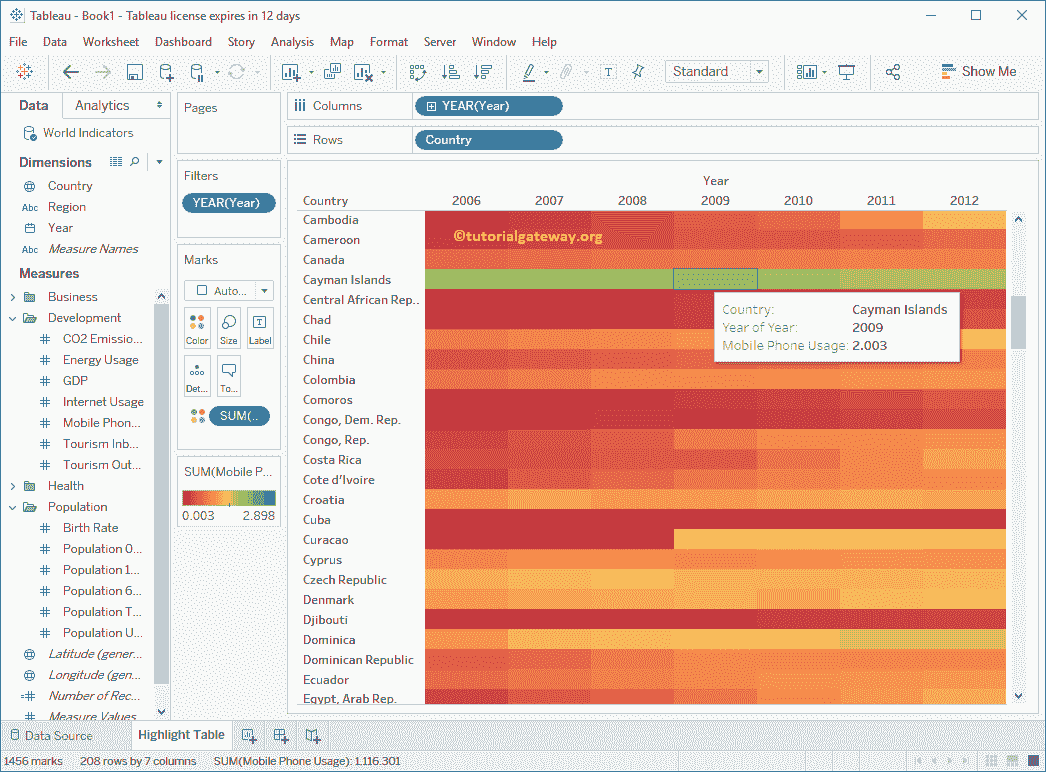 Tableau - Book1 - Tableau license expires in 12 days
File Data Worksheet Dashboard Story Analysis Map Format Server Window Help
Standard Show Me
Data Analytics
World Indicators
Dimensions
Country
Abc Region
Year
Abc Measure Names
Measures
Business
Development
CO2 Emissio...
Energy Usage
GDP
Internet Usage
Mobile Phon...
Tourism Inb...
Tourism Out...
Health
Population
Birth Rate
Population 0...
Population 1...
Population 6...
Population T...
Population U...
Latitude (gener...
Longitude (gen...
Number of Rec...
Measure Values
Pages
Filters
YEAR(Year)
Marks
Auto...
Color Size Label
Det... To...
SUM(..
SUM(Mobile P...
0.003 2.898
Columns YEAR(Year)
Rows Country
Year
Country 2006 2007 2008 2009 2010 2011 2012
Cambodia
©tutorialgateway.org
Cameroon
Canada
Cayman Islands
Central African Rep..
Chad
Chile
China
Colombia
Comoros
Congo, Dem. Rep.
Congo, Rep.
Costa Rica
Cote d'Ivoire
Croatia
Cuba
Curacao
Cyprus
Czech Republic
Denmark
Djibouti
Dominica
Dominican Republic
Ecuador
Egypt, Arab Rep.
Country: Cayman Islands
Year of Year: 2009
Mobile Phone Usage: 2.003
Data Source Highlight Table
1456 marks 208 rows by 7 columns SUM(Mobile Phone Usage): 1,116.301